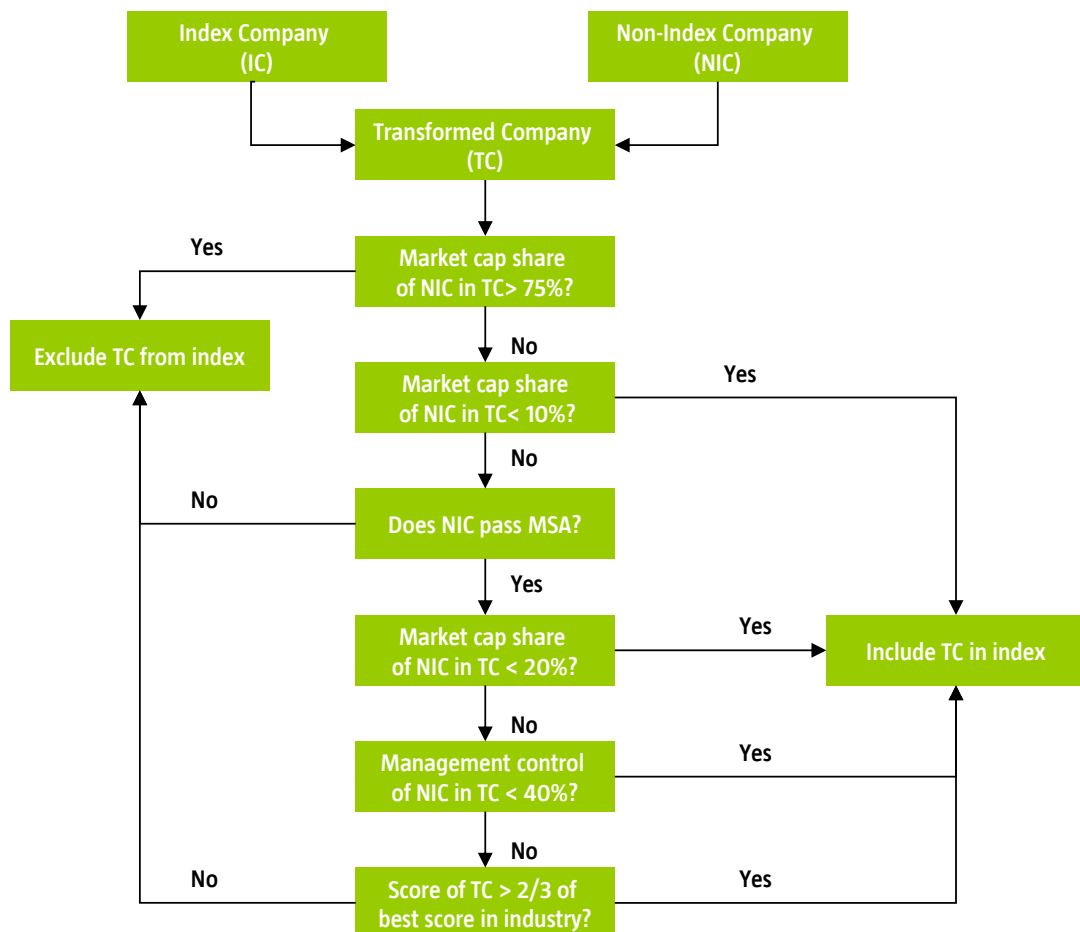 Index Company
(IC)
Non-Index Company
(NIC)
Transformed Company
(TC)
Yes
Market cap share
of NIC in TC> 75%?
Exclude TC from index
No
Market cap share
of NIC in TC< 10%?
Yes
No
No
Does NIC pass MSA?
Yes
Market cap share
of NIC in TC < 20%?
Yes
Include TC in index
No
Management control
of NIC in TC < 40%?
Yes
No
No
Score of TC > 2/3 of
best score in industry?
Yes